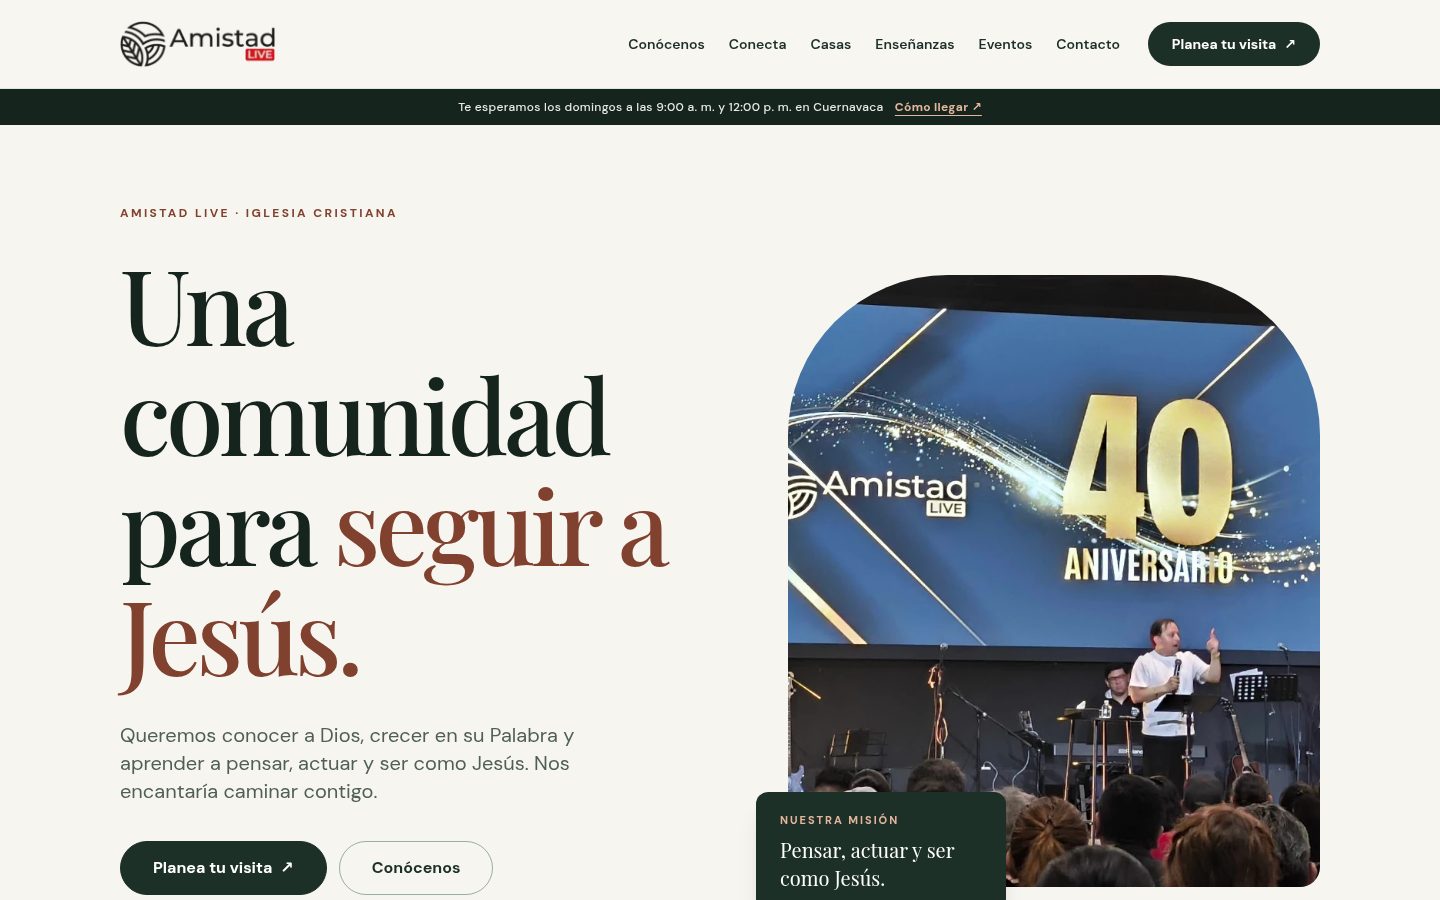 Amistad
LIVE
Conócenos
Conecta
Casas
Enseñanzas
Eventos
Contacto
Planea tu visita ↗
Te esperamos los domingos a las 9:00 a. m. y 12:00 p. m. en Cuernavaca
Cómo llegar ↗
AMISTAD LIVE · IGLESIA CRISTIANA
Una
comunidad
para seguir a
Jesús.
Queremos conocer a Dios, crecer en su Palabra y
aprender a pensar, actuar y ser como Jesús. Nos
encantaría caminar contigo.
Planea tu visita ↗
Conócenos
Amistad
LIVE
40
ANIVERSARIO
NUESTRA MISIÓN
Pensar, actuar y ser
como Jesús.